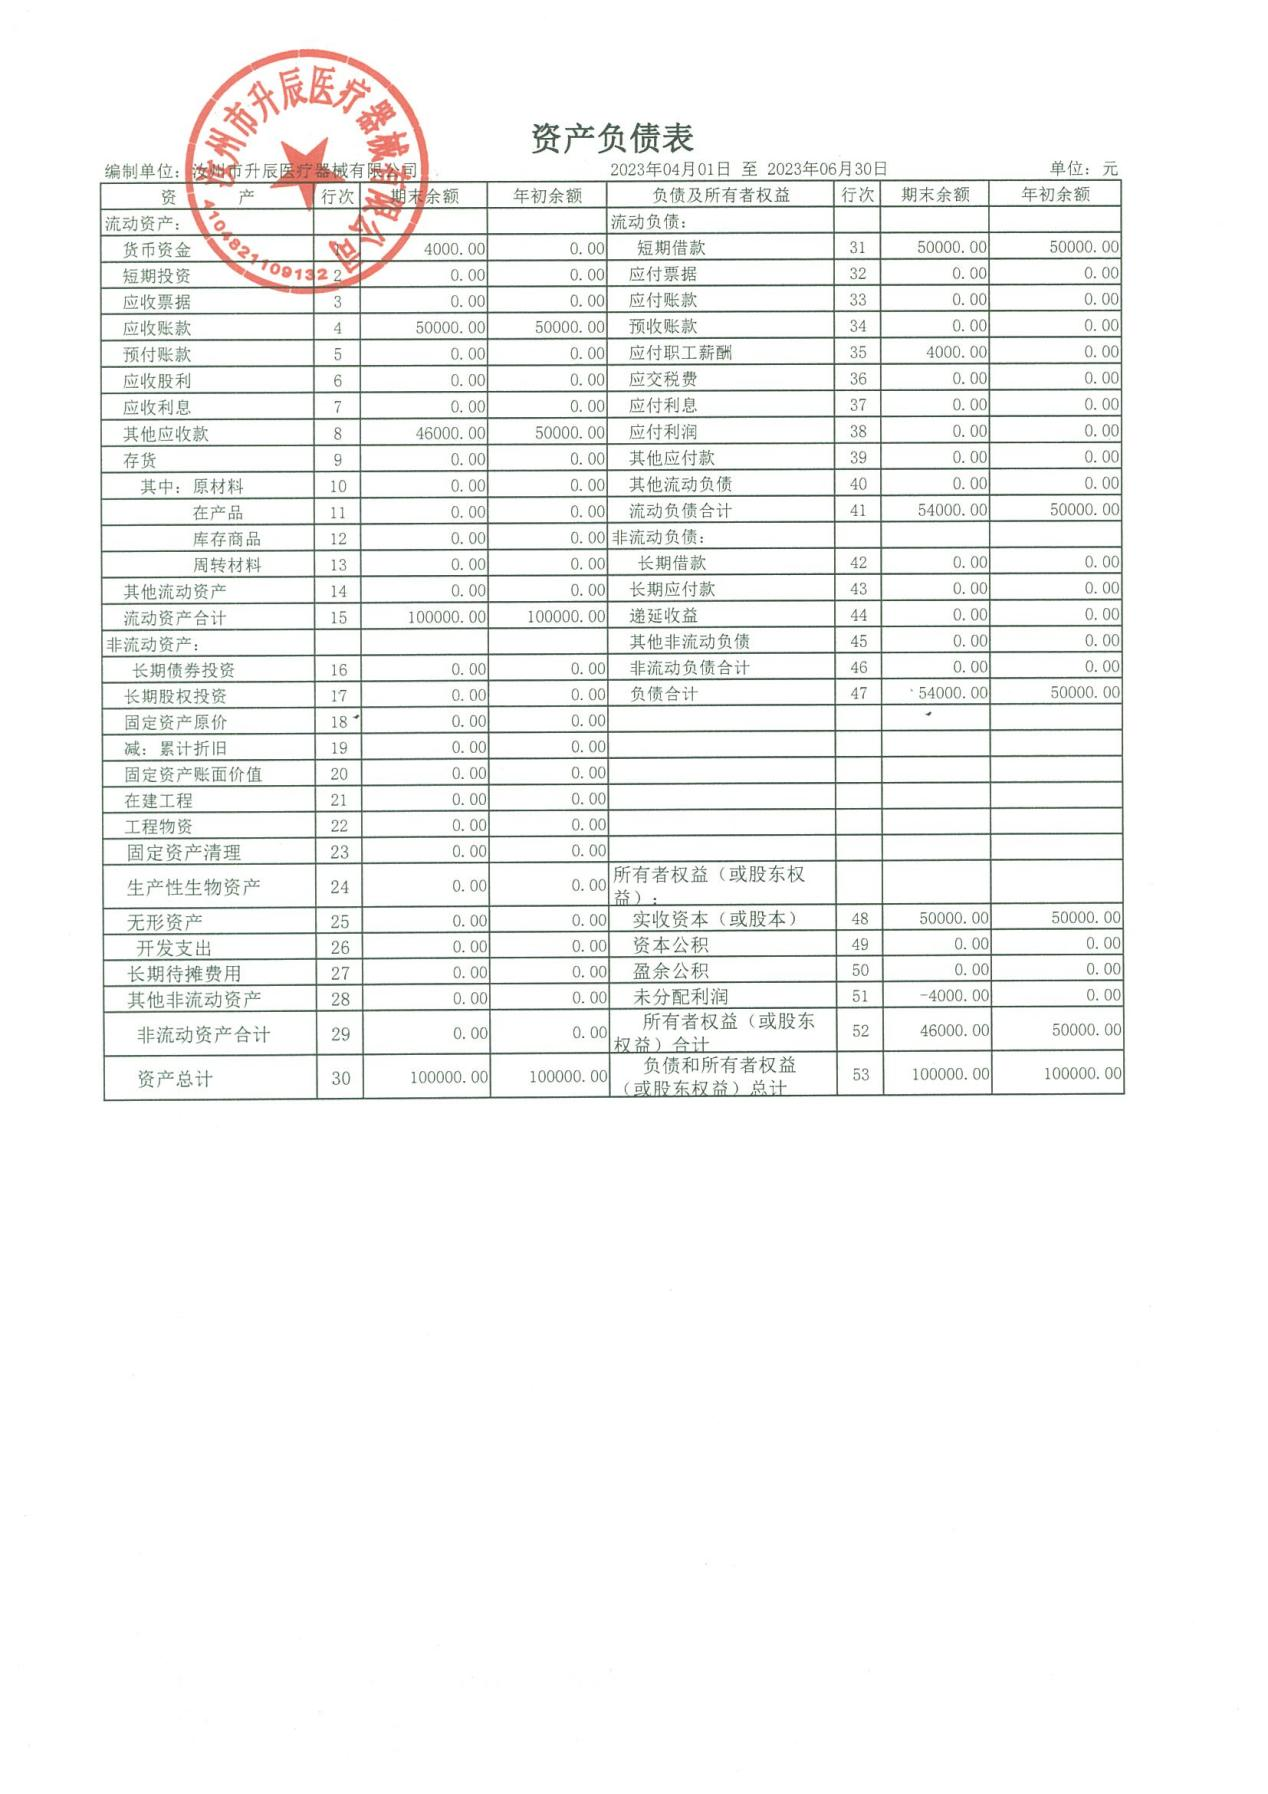 汝州市升辰医疗器械有限公司
4104821109132
资产负债表
编制单位：汝州市升辰医疗器械有限公司 2023年04月01日 至 2023年06月30日 单位：元
资 产 行次 期末余额 年初余额 负债及所有者权益 行次 期末余额 年初余额
流动资产： 流动负债：
货币资金 1 4000.00 0.00 短期借款 31 50000.00 50000.00
短期投资 2 0.00 0.00 应付票据 32 0.00 0.00
应收票据 3 0.00 0.00 应付账款 33 0.00 0.00
应收账款 4 50000.00 50000.00 预收账款 34 0.00 0.00
预付账款 5 0.00 0.00 应付职工薪酬 35 4000.00 0.00
应收股利 6 0.00 0.00 应交税费 36 0.00 0.00
应收利息 7 0.00 0.00 应付利息 37 0.00 0.00
其他应收款 8 46000.00 50000.00 应付利润 38 0.00 0.00
存货 9 0.00 0.00 其他应付款 39 0.00 0.00
其中：原材料 10 0.00 0.00 其他流动负债 40 0.00 0.00
在产品 11 0.00 0.00 流动负债合计 41 54000.00 50000.00
库存商品 12 0.00 0.00 非流动负债：
周转材料 13 0.00 0.00 长期借款 42 0.00 0.00
其他流动资产 14 0.00 0.00 长期应付款 43 0.00 0.00
流动资产合计 15 100000.00 100000.00 递延收益 44 0.00 0.00
非流动资产： 其他非流动负债 45 0.00 0.00
长期债券投资 16 0.00 0.00 非流动负债合计 46 0.00 0.00
长期股权投资 17 0.00 0.00 负债合计 47 54000.00 50000.00
固定资产原价 18 0.00 0.00
减：累计折旧 19 0.00 0.00
固定资产账面价值 20 0.00 0.00
在建工程 21 0.00 0.00
工程物资 22 0.00 0.00
固定资产清理 23 0.00 0.00
生产性生物资产 24 0.00 0.00 所有者权益（或股东权
益）：
无形资产 25 0.00 0.00 实收资本（或股本） 48 50000.00 50000.00
开发支出 26 0.00 0.00 资本公积 49 0.00 0.00
长期待摊费用 27 0.00 0.00 盈余公积 50 0.00 0.00
其他非流动资产 28 0.00 0.00 未分配利润 51 -4000.00 0.00
非流动资产合计 29 0.00 0.00 所有者权益（或股东
权益）合计 52 46000.00 50000.00
资产总计 30 100000.00 100000.00 负债和所有者权益
（或股东权益）总计 53 100000.00 100000.00